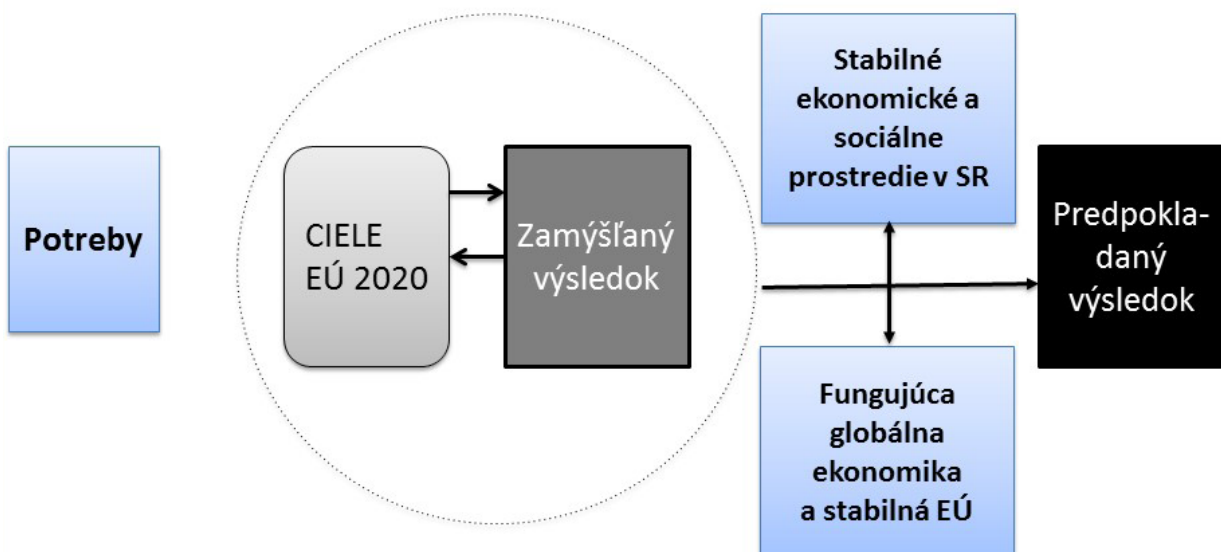 Potreby
CIELE
EÚ 2020
Zamýšľaný
výsledok
Stabilné
ekonomické a
sociálne
prostredie v SR
Fungujúca
globálna
ekonomika
a stabilná EÚ
Predpokla-
daný
výsledok